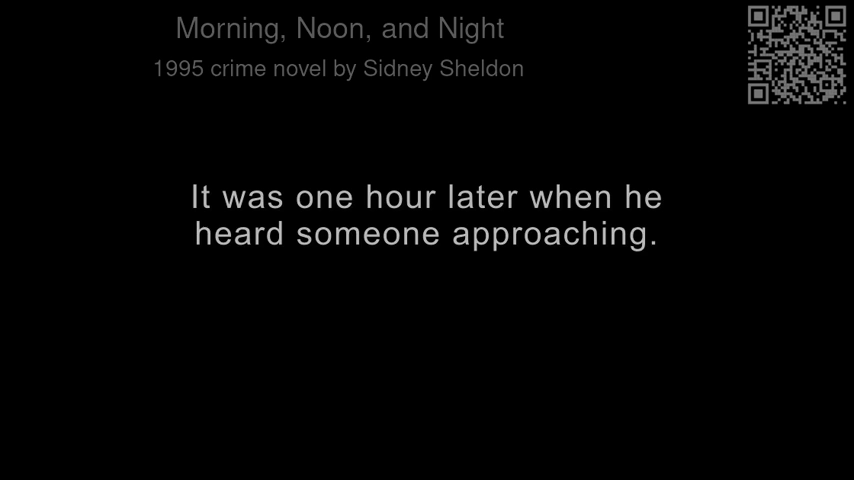 Morning, Noon, and Night
1995 crime novel by Sidney Sheldon
It was one hour later when he
heard someone approaching.